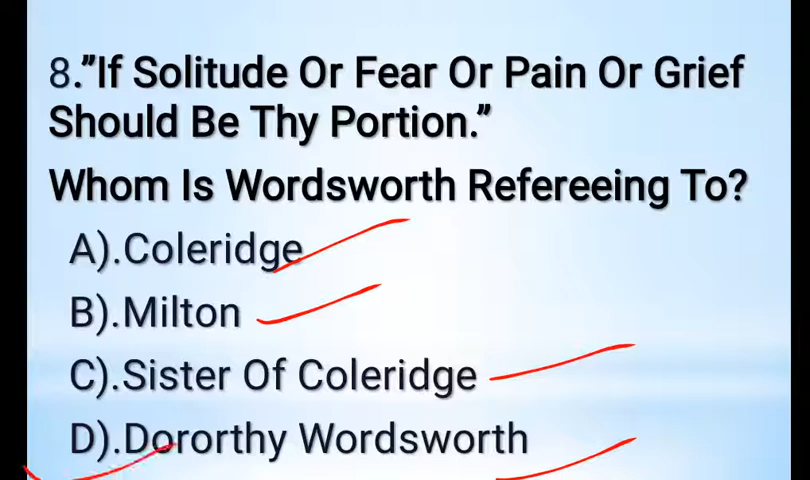 8.”If Solitude Or Fear Or Pain Or Grief
Should Be Thy Portion.”
Whom Is Wordsworth Refereeing To?
A).Coleridge
B).Milton
C).Sister Of Coleridge
D).Dororthy Wordsworth